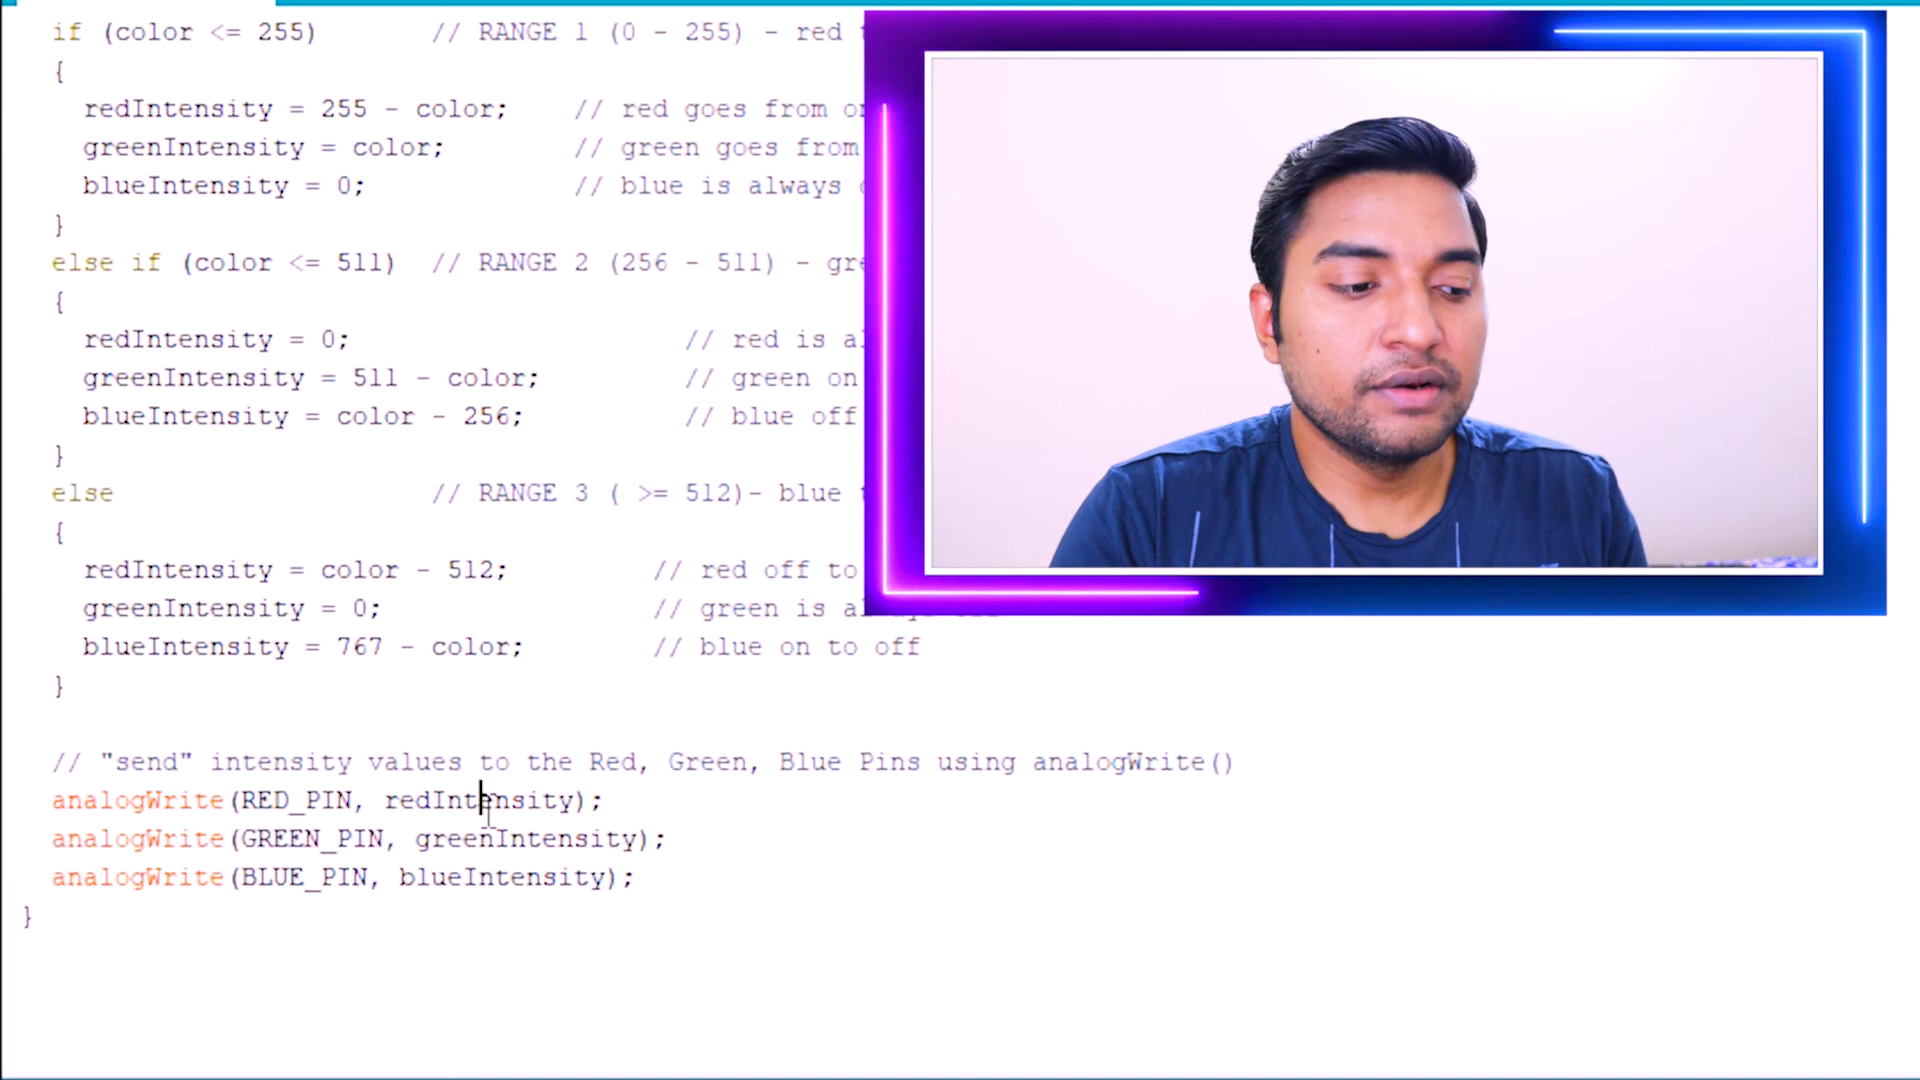 if (color <= 255) // RANGE 1 (0 - 255) - red
{
redIntensity = 255 - color; // red goes from
greenIntensity = color; // green goes from
blueIntensity = 0; // blue is always
}
else if (color <= 511) // RANGE 2 (256 - 511) -
{
redIntensity = 0; // red is
greenIntensity = 511 - color; // green on
blueIntensity = color - 256; // blue off
}
else // RANGE 3 ( >= 512)- blue
{
redIntensity = color - 512; // red off to
greenIntensity = 0; // green is
blueIntensity = 767 - color; // blue on to off
}
// "send" intensity values to the Red, Green, Blue Pins using analogWrite()
analogWrite(RED_PIN, redIntensity);
analogWrite(GREEN_PIN, greenIntensity);
analogWrite(BLUE_PIN, blueIntensity);
}